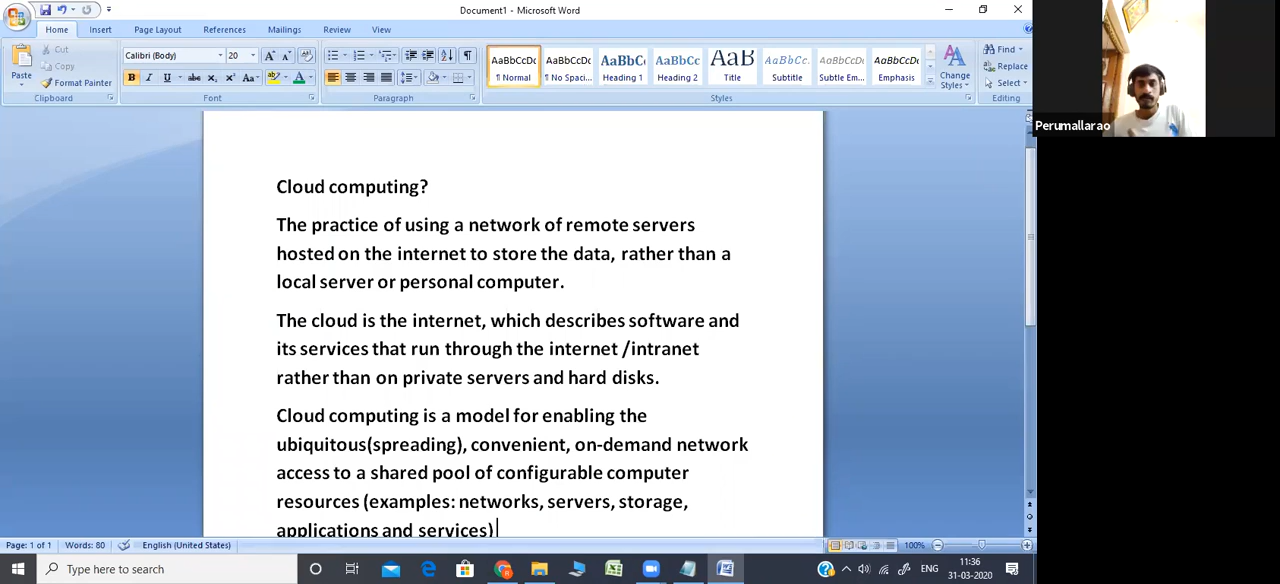 Document1 - Microsoft Word
Home Insert Page Layout References Mailings Review View
Paste
Cut
Copy
Format Painter
Clipboard
Calibri (Body) 20
Font
Paragraph
AaBbCcDc AaBbCcDc AaBbC AaBbCc AaB AaBbCc. AaBbCcDc AaBbCcDc
¶ Normal ¶ No Spaci... Heading 1 Heading 2 Title Subtitle Subtle Em... Emphasis
Styles
Change
Styles
Find
Replace
Select
Editing
Perumallarao
Cloud computing?
The practice of using a network of remote servers
hosted on the internet to store the data, rather than a
local server or personal computer.
The cloud is the internet, which describes software and
its services that run through the internet /intranet
rather than on private servers and hard disks.
Cloud computing is a model for enabling the
ubiquitous(spreading), convenient, on-demand network
access to a shared pool of configurable computer
resources (examples: networks, servers, storage,
applications and services)
Page: 1 of 1 Words: 80 English (United States) 100%
Type here to search
ENG
11:36
31-03-2020